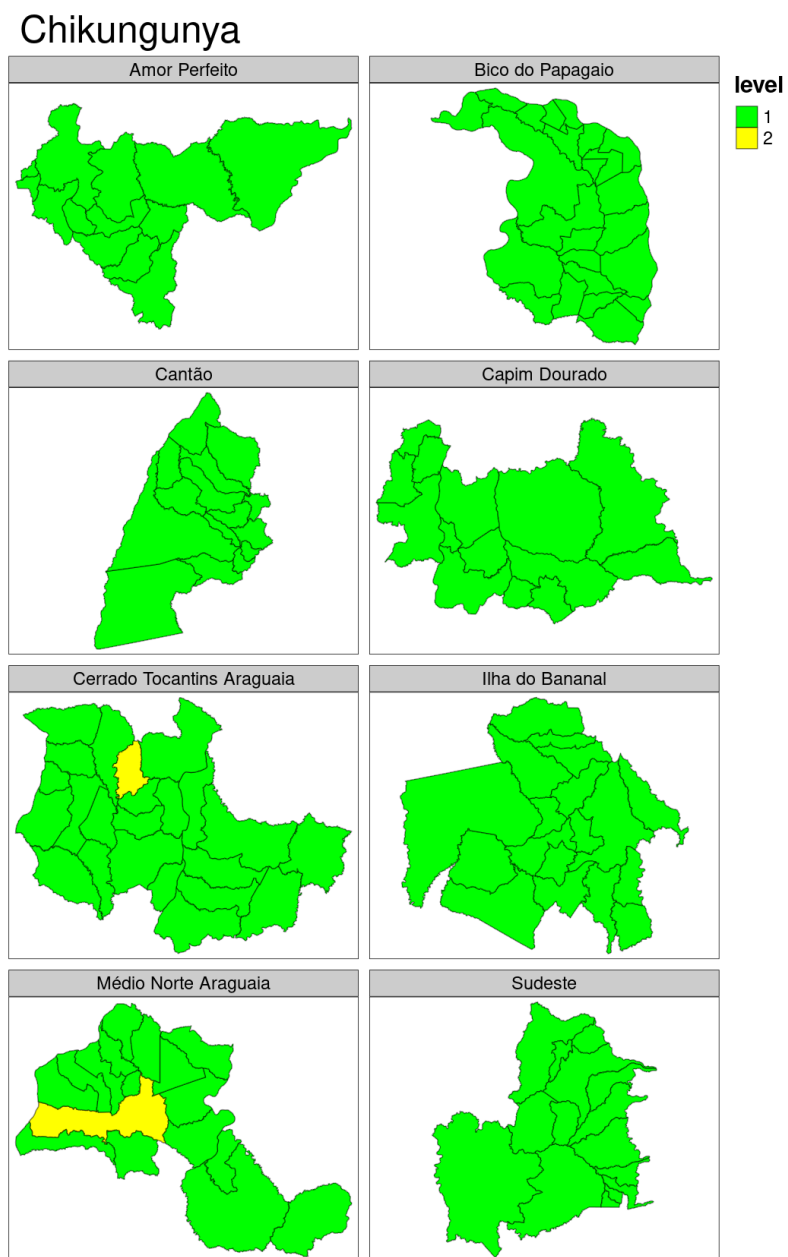 Chikungunya
Amor Perfeito
Bico do Papagaio
level
1
2
Cantão
Capim Dourado
Cerrado Tocantins Araguaia
Ilha do Bananal
Médio Norte Araguaia
Sudeste